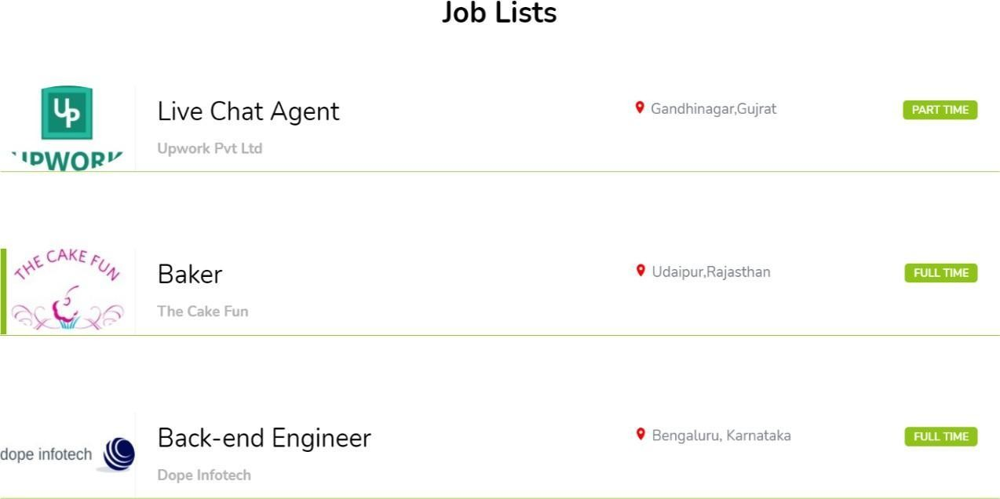 Job Lists
UP
Live Chat Agent
Gandhinagar,Gujrat
PART TIME
Upwork Pvt Ltd
UPWORK
THE CAKE FUN
Baker
Udaipur,Rajasthan
FULL TIME
The Cake Fun
Back-end Engineer
Bengaluru, Karnataka
FULL TIME
dope infotech
Dope Infotech